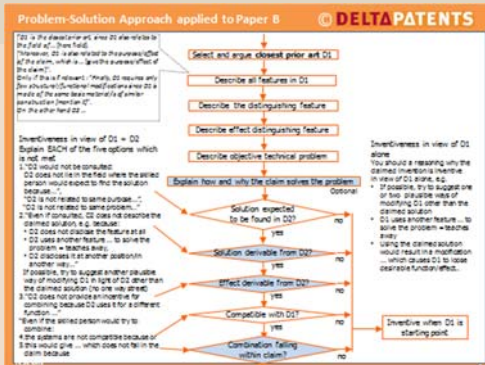 Problem-Solution Approach applied to Paper B
© DELTAPATENTS
"D1 is the closest prior art, since D1 also relates to
the field of ... [here field].
"Moreover, D1 is also related to the purpose/effect
of the claim, which is ... [give the purpose/effect of
the claim]".
Only if this is relevant: "Finally, D1 requires only
few structural/functional modifications since D1 is
made of the same basic material/is of similar
construction [mention it]".
On the other hand D2 ...
Select and argue closest prior art D1
Describe all features in D1
Describe the distinguishing feature
Describe effect distinguishing feature
Describe objective technical problem
Explain how and why the claim solves the problem
Optional
Solution expected
to be found in D2?
no
yes
Solution derivable from D2?
no
yes
Effect derivable from D2?
no
yes
Compatible with D1?
no
yes
Combination falling
within claim?
no
Inventive when D1 is
starting point
Inventiveness in view of D1 + D2
Explain EACH of the five options which
is not met
1."D2 would not be consulted:
D2 does not lie in the field where the skilled
person would expect to find the solution
because...",
"D2 is not related to same purpose...",
"D2 is not related to same problem..."
2."Even if consulted, D2 does not describe the
claimed solution, e.g. because:
• D2 does not disclose the feature at all
• D2 uses another feature ... to solve the
problem = teaches away,
• D2 discloses it at another position/in
another way..."
If possible, try to suggest another plausible
way of modifying D1 in light of D2 other than
the claimed solution (no one way street)
3."D2 does not provide an incentive for
combining because D2 uses it for a different
function ..."
"Even if the skilled person would try to
combine:
4.the systems are not compatible because or
5.this would give ... which does not fall in the
claim because
Inventiveness in view of D1
alone
You should a reasoning why the
claimed invention is inventive
in view of D1 alone, e.g.
• If possible, try to suggest one
or two plausible ways of
modifying D1 other than the
claimed solution
• D1 uses another feature ... to
solve the problem = teaches
away
• Using the claimed solution
would result in a modification
... which causes D1 to loose
desirable function/effect..